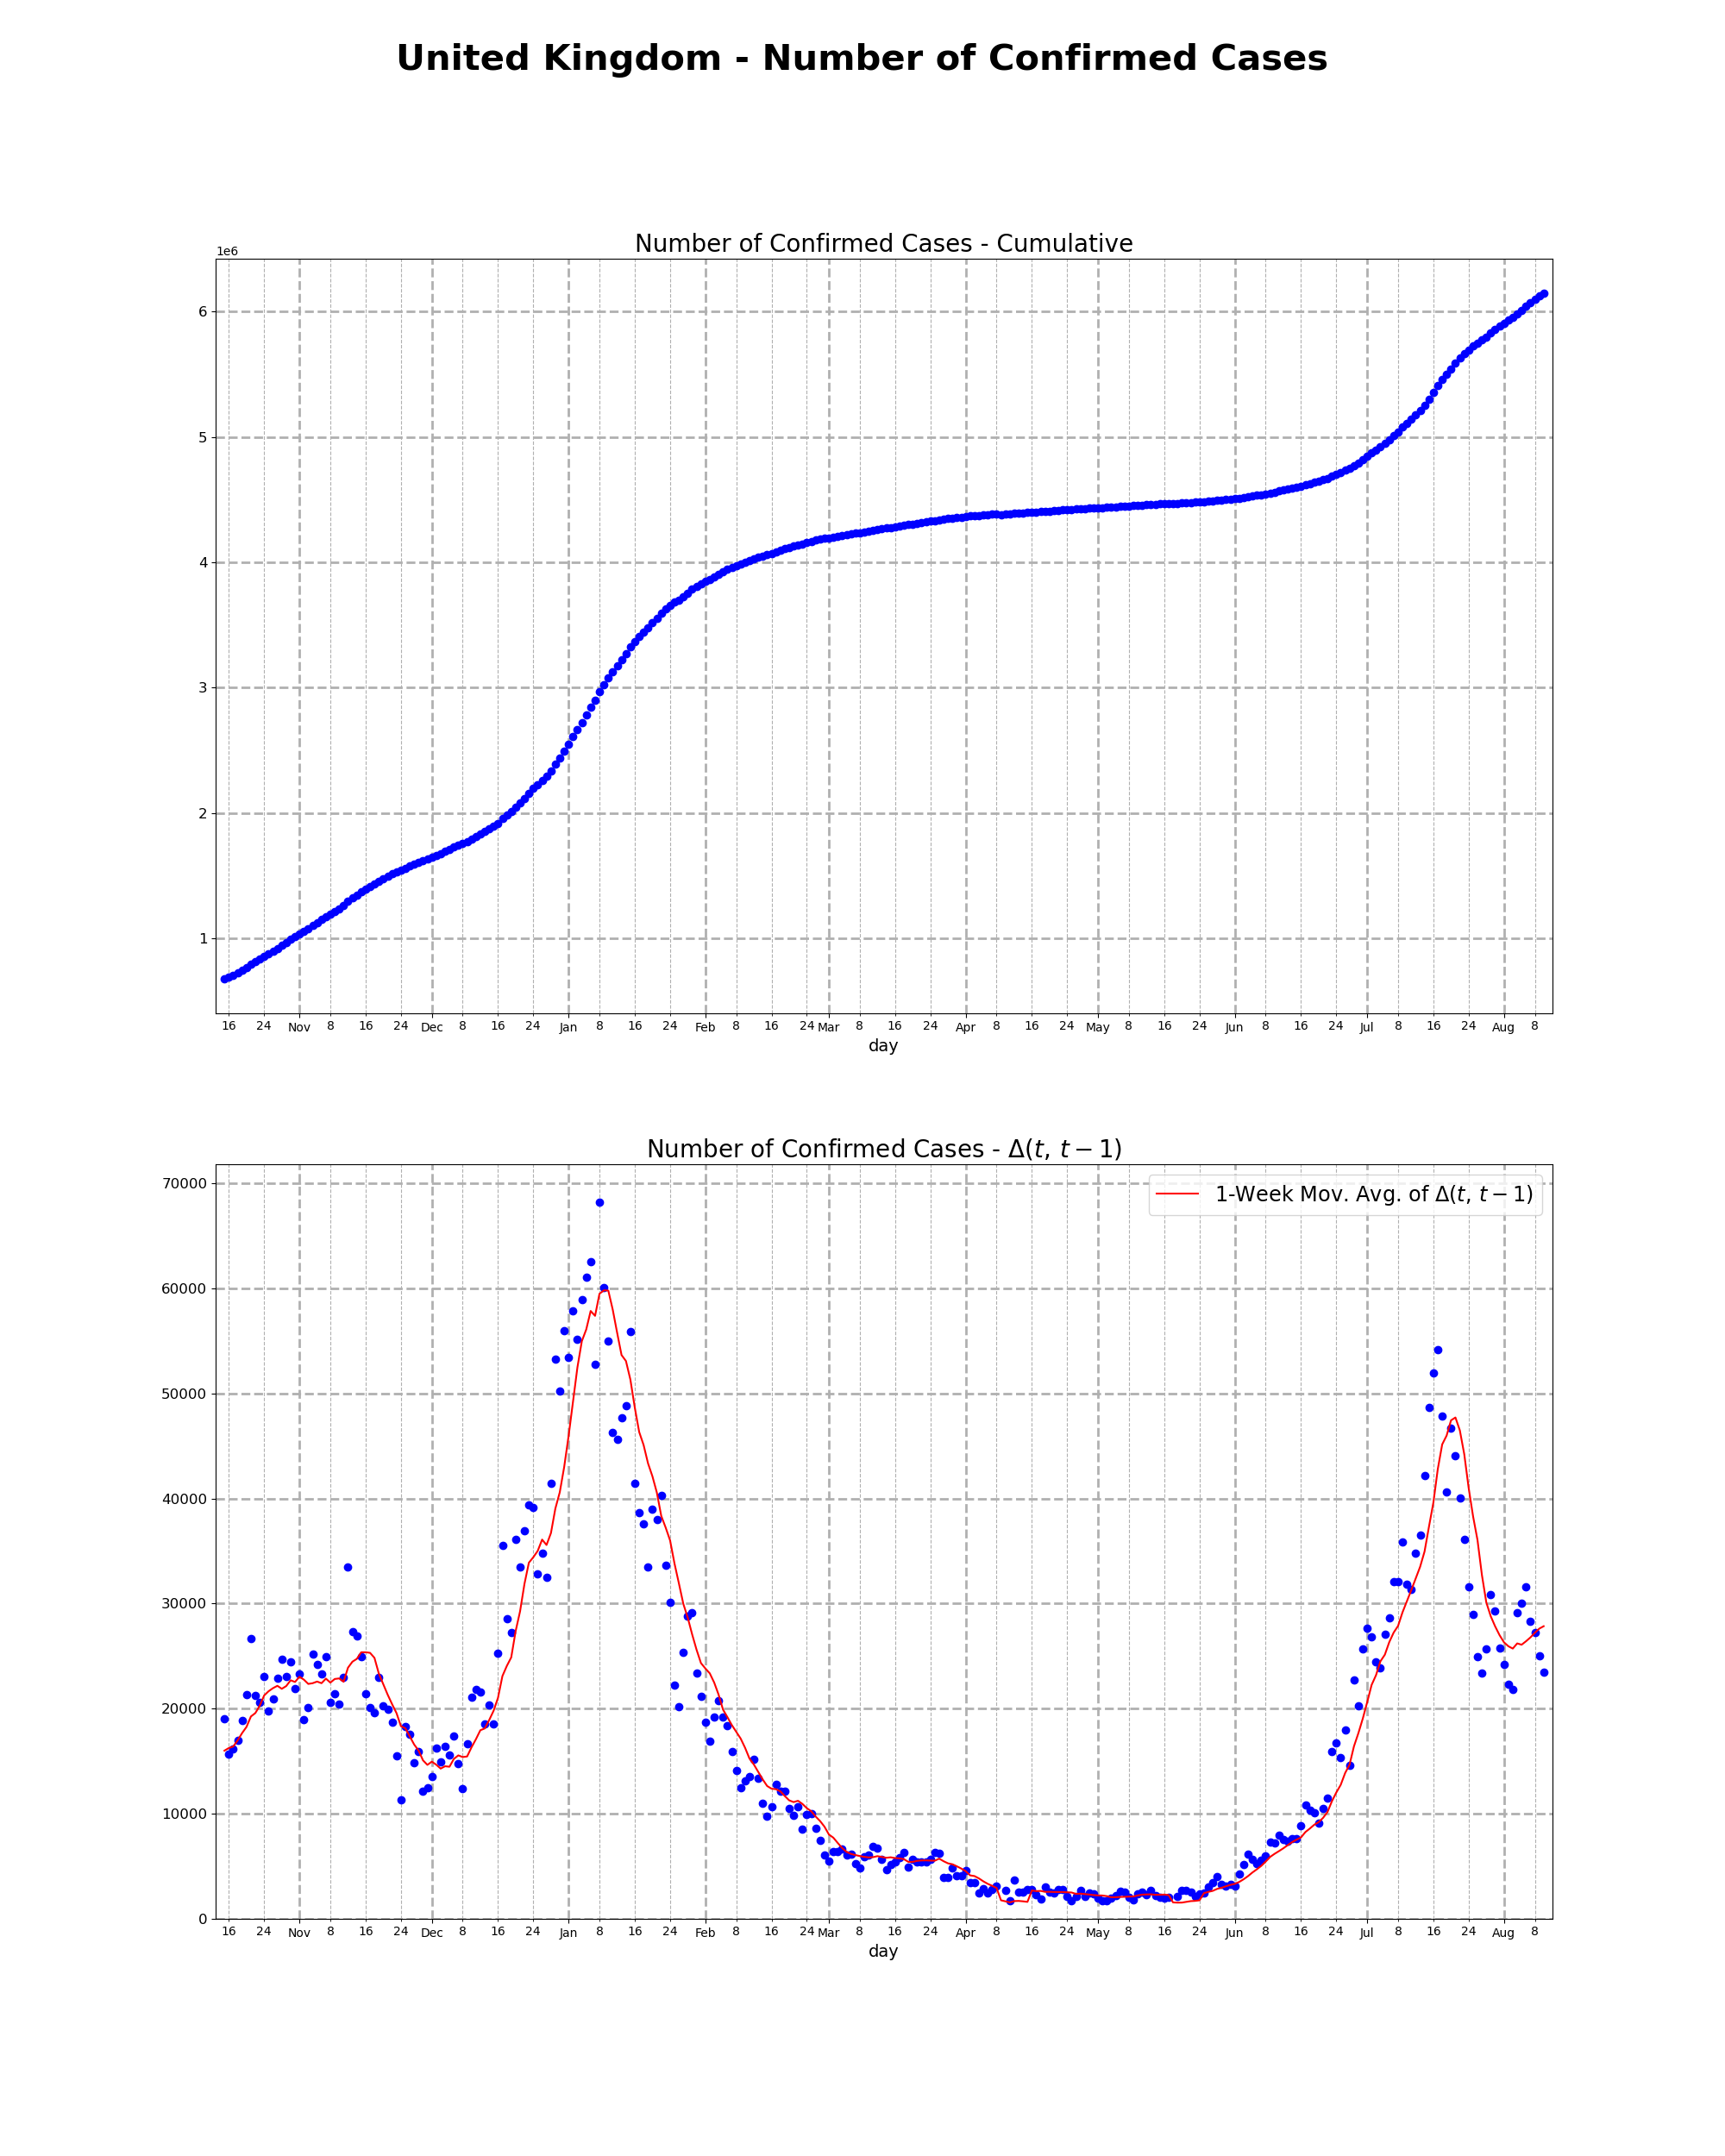 United Kingdom - Number of Confirmed Cases
Number of Confirmed Cases - Cumulative
1e6
6
5
4
3
2
1
16 24 Nov 8 16 24 Dec 8 16 24 Jan 8 16 24 Feb 8 16 24 Mar 8 16 24 Apr 8 16 24 May 8 16 24 Jun 8 16 24 Jul 8 16 24 Aug 8
day
Number of Confirmed Cases - Δ(t, t − 1)
1-Week Mov. Avg. of Δ(t, t − 1)
70000
60000
50000
40000
30000
20000
10000
0
16 24 Nov 8 16 24 Dec 8 16 24 Jan 8 16 24 Feb 8 16 24 Mar 8 16 24 Apr 8 16 24 May 8 16 24 Jun 8 16 24 Jul 8 16 24 Aug 8
day